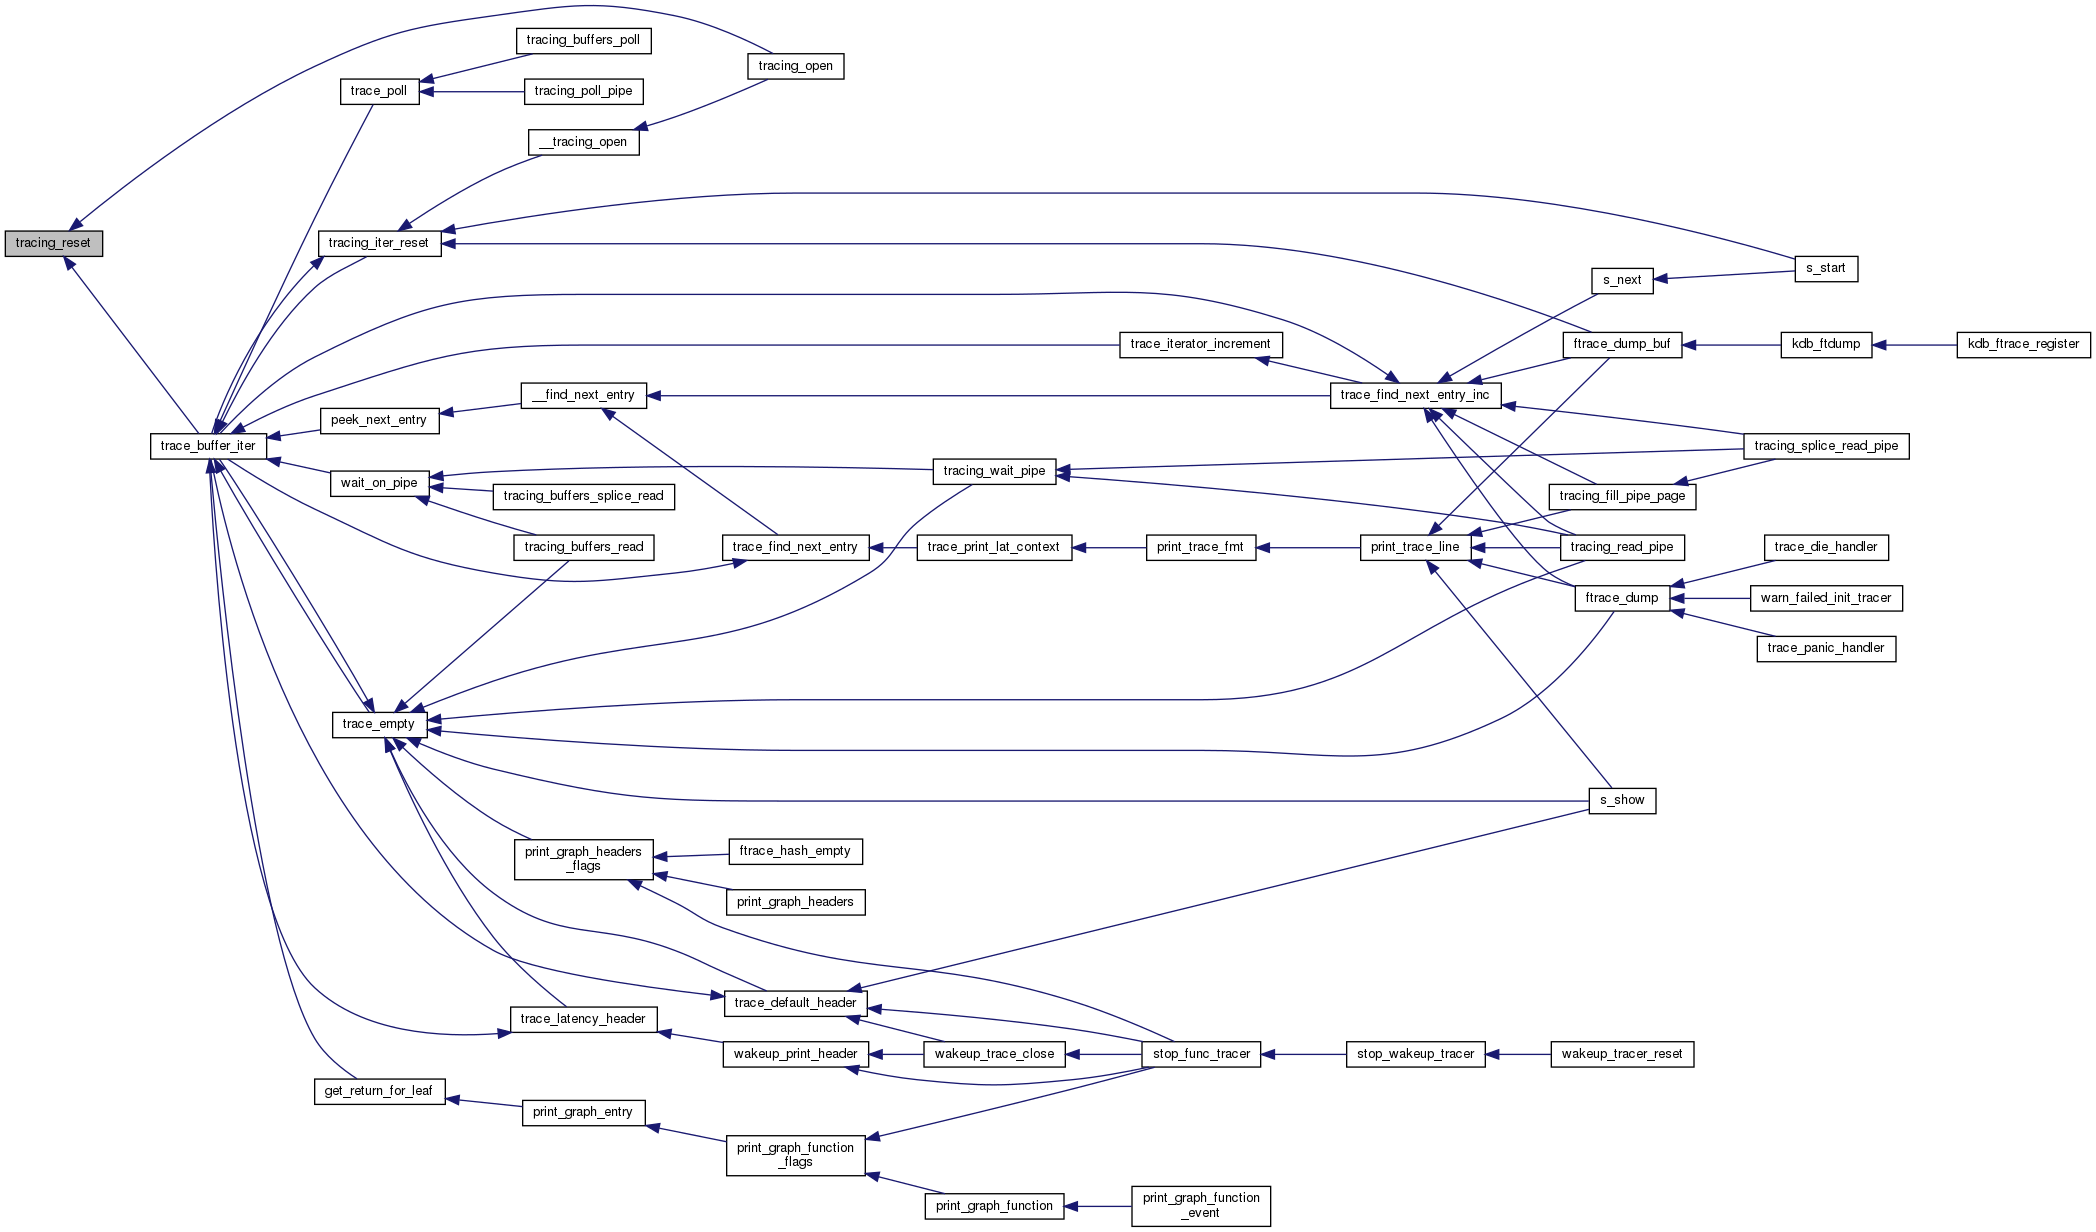 tracing_buffers_poll
tracing_open
trace_poll
tracing_poll_pipe
__tracing_open
tracing_reset
tracing_iter_reset
s_start
s_next
trace_iterator_increment
ftrace_dump_buf
kdb_ftdump
kdb_ftrace_register
__find_next_entry
trace_find_next_entry_inc
peek_next_entry
trace_buffer_iter
tracing_splice_read_pipe
tracing_wait_pipe
wait_on_pipe
tracing_buffers_splice_read
tracing_fill_pipe_page
tracing_buffers_read
trace_find_next_entry
trace_print_lat_context
print_trace_fmt
print_trace_line
tracing_read_pipe
trace_die_handler
ftrace_dump
warn_failed_init_tracer
trace_panic_handler
trace_empty
s_show
print_graph_headers
_flags
ftrace_hash_empty
print_graph_headers
trace_default_header
trace_latency_header
wakeup_print_header
wakeup_trace_close
stop_func_tracer
stop_wakeup_tracer
wakeup_tracer_reset
get_return_for_leaf
print_graph_entry
print_graph_function
_flags
print_graph_function
print_graph_function
_event